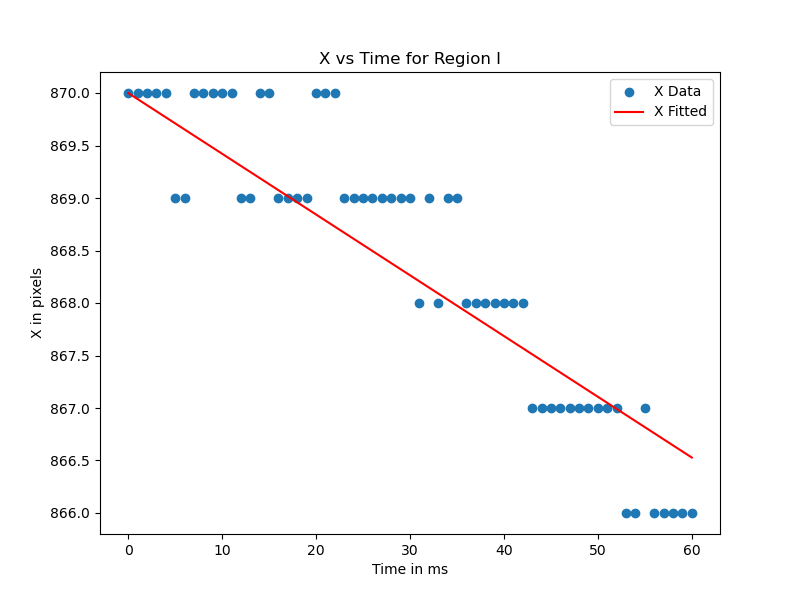 X vs Time for Region I
X Data
X Fitted
870.0
869.5
869.0
868.5
868.0
867.5
867.0
866.5
866.0
X in pixels
0 10 20 30 40 50 60
Time in ms